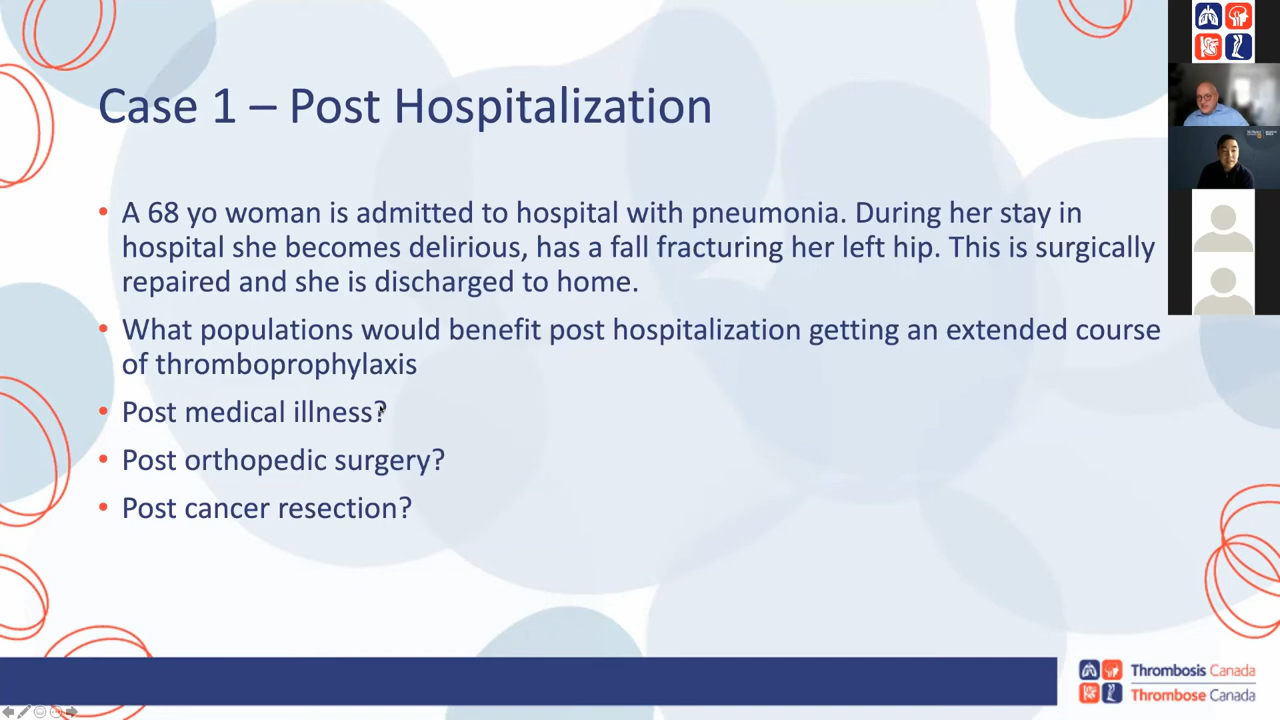 Case 1 – Post Hospitalization
• A 68 yo woman is admitted to hospital with pneumonia. During her stay in
hospital she becomes delirious, has a fall fracturing her left hip. This is surgically
repaired and she is discharged to home.
• What populations would benefit post hospitalization getting an extended course
of thromboprophylaxis
• Post medical illness?
• Post orthopedic surgery?
• Post cancer resection?
Thrombosis Canada
Thrombose Canada